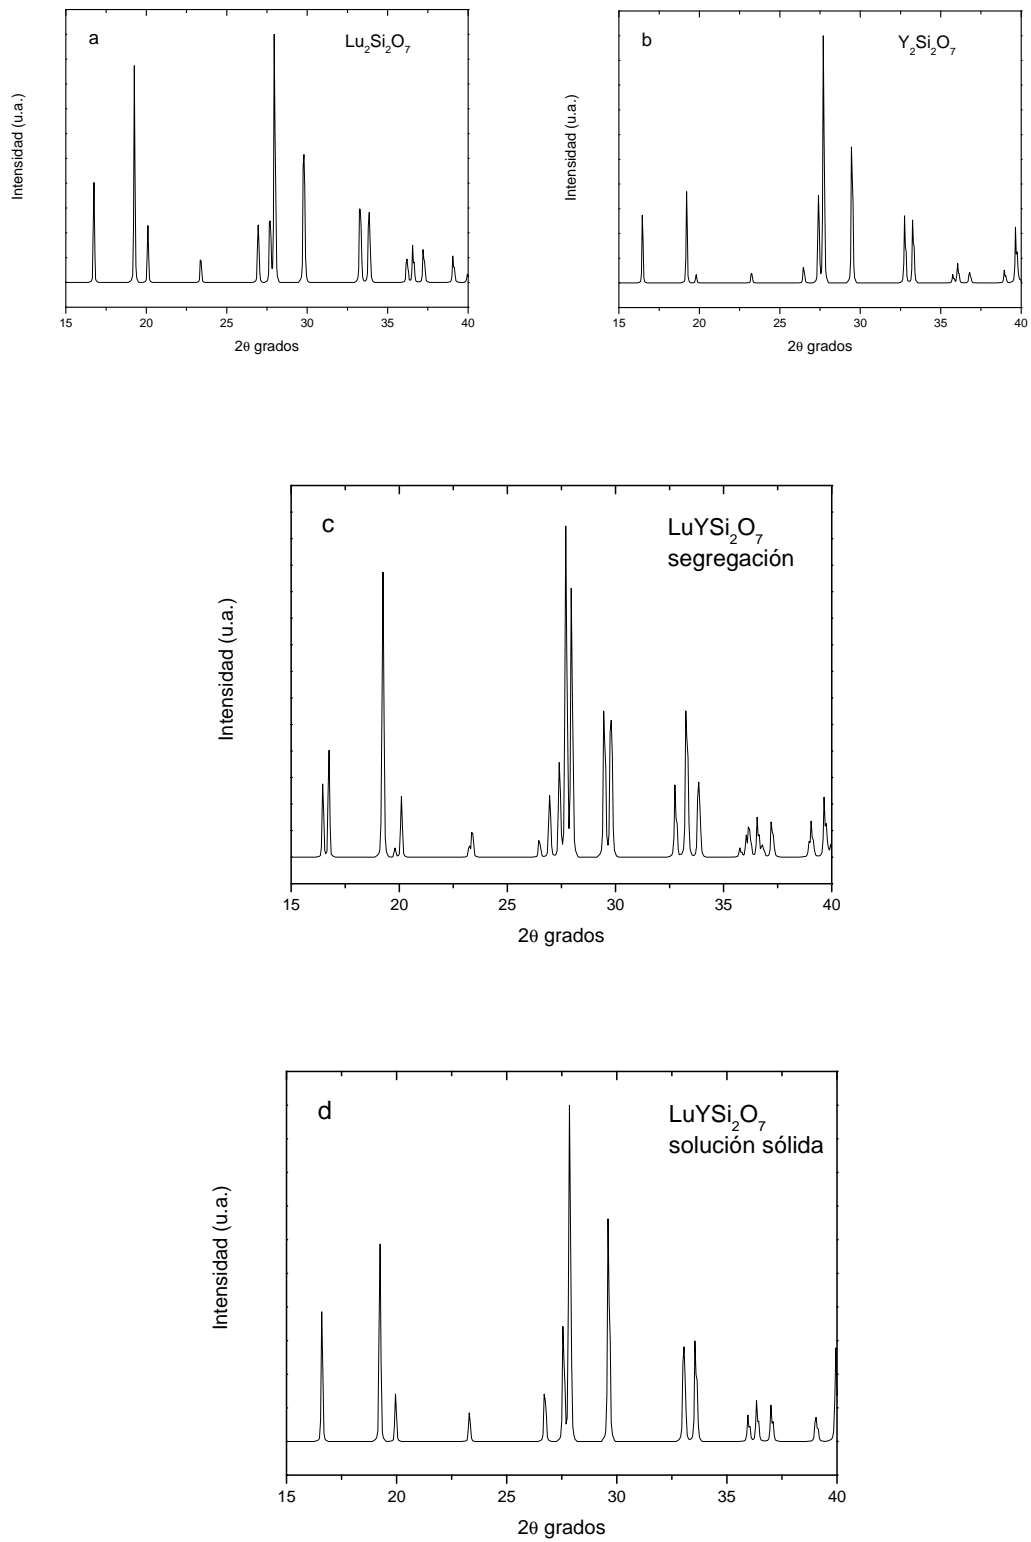 a
Lu2Si2O7
Intensidad (u.a.)
15 20 25 30 35 40
2θ grados
b
Y2Si2O7
Intensidad (u.a.)
15 20 25 30 35 40
2θ grados
c
LuYSi2O7
segregación
Intensidad (u.a.)
15 20 25 30 35 40
2θ grados
d
LuYSi2O7
solución sólida
Intensidad (u.a.)
15 20 25 30 35 40
2θ grados